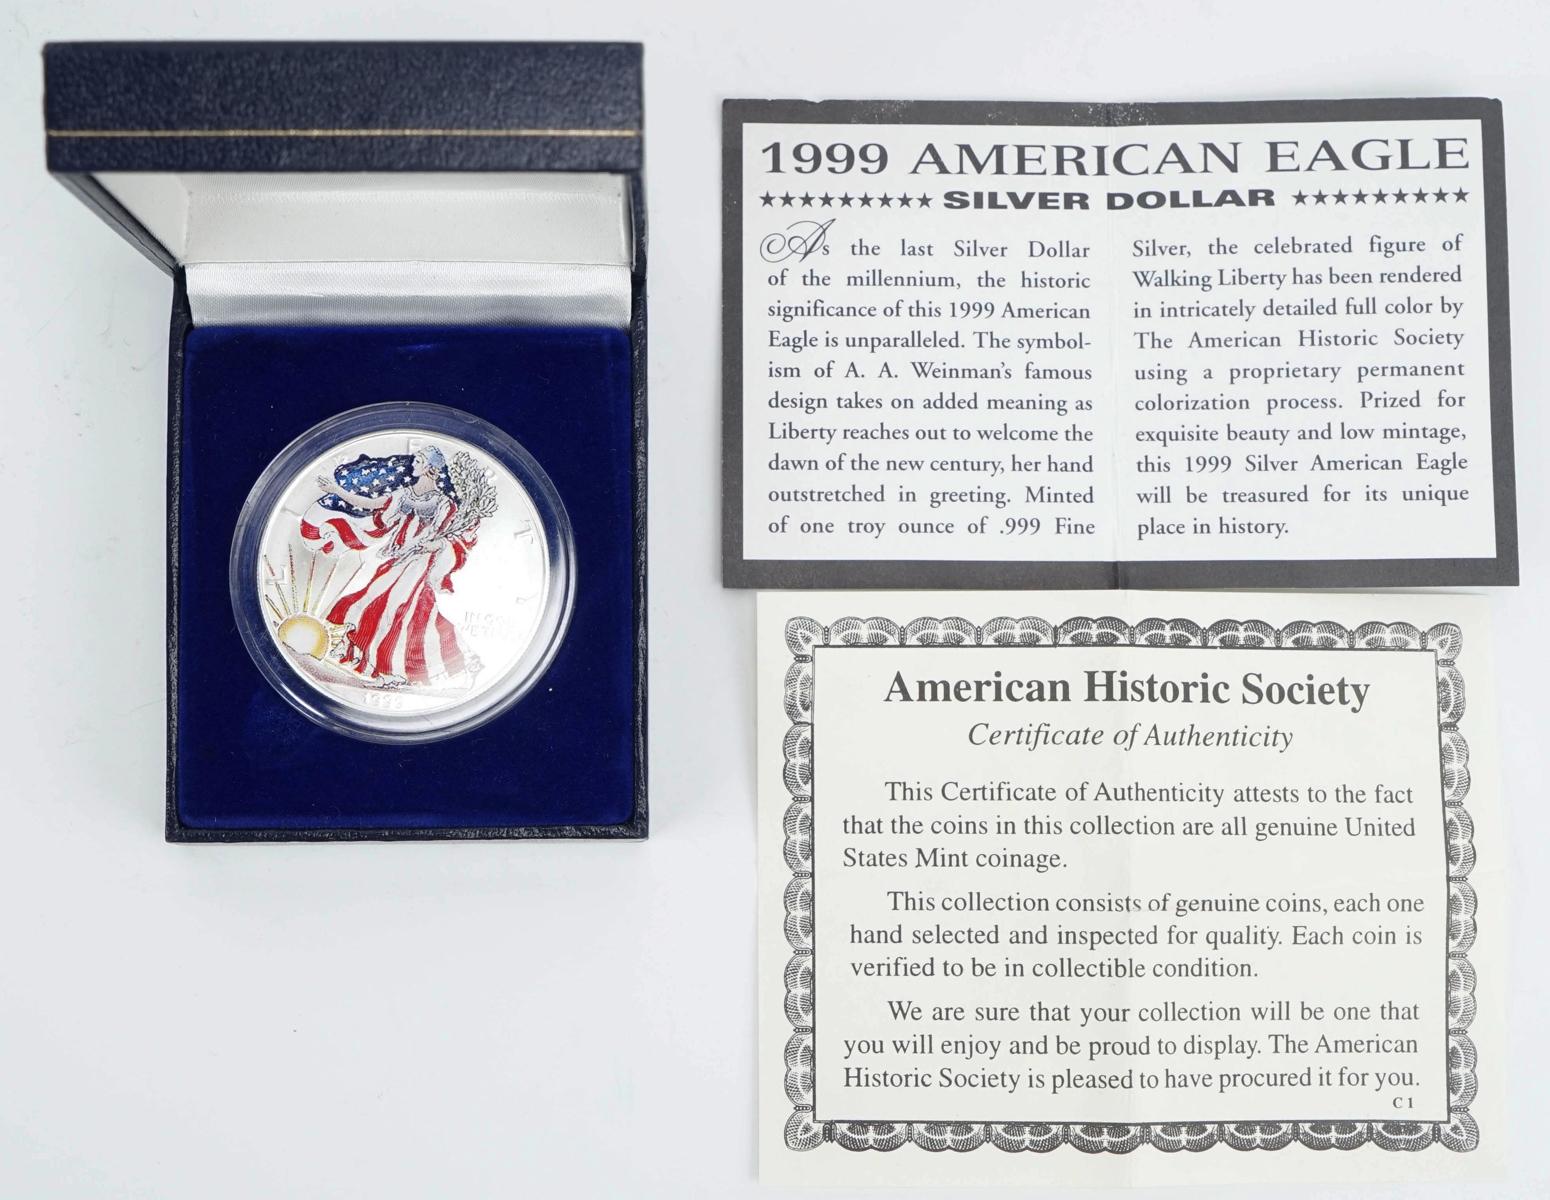 1999 AMERICAN EAGLE
★★★★★★★★★ SILVER DOLLAR ★★★★★★★★★
As the last Silver Dollar
of the millennium, the historic
significance of this 1999 American
Eagle is unparalleled. The symbol-
ism of A. A. Weinman's famous
design takes on added meaning as
Liberty reaches out to welcome the
dawn of the new century, her hand
outstretched in greeting. Minted
of one troy ounce of .999 Fine
Silver, the celebrated figure of
Walking Liberty has been rendered
in intricately detailed full color by
The American Historic Society
using a proprietary permanent
colorization process. Prized for
exquisite beauty and low mintage,
this 1999 Silver American Eagle
will be treasured for its unique
place in history.
American Historic Society
Certificate of Authenticity
This Certificate of Authenticity attests to the fact
that the coins in this collection are all genuine United
States Mint coinage.
This collection consists of genuine coins, each one
hand selected and inspected for quality. Each coin is
verified to be in collectible condition.
We are sure that your collection will be one that
you will enjoy and be proud to display. The American
Historic Society is pleased to have procured it for you.
C 1
IN GOD
1999